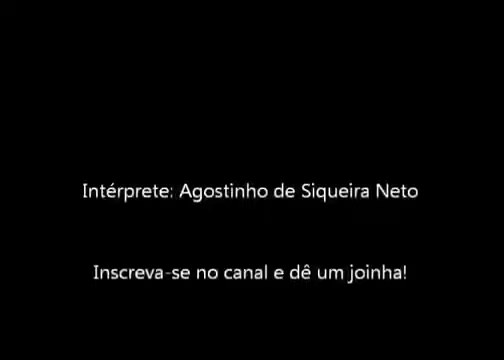 Intérprete: Agostinho de Siqueira Neto
Inscreva-se no canal e dê um joinha!